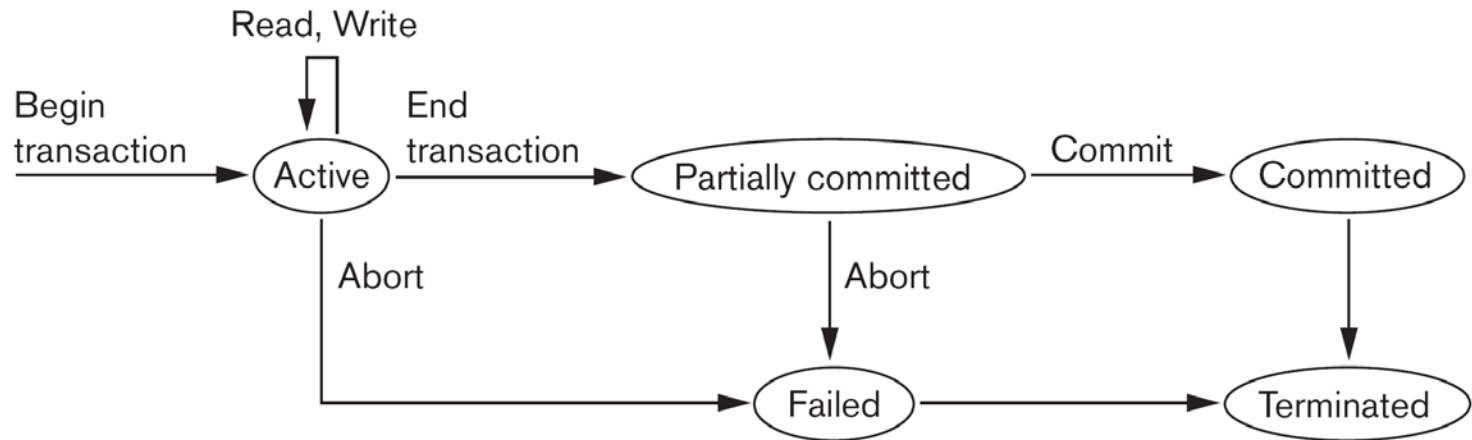 Read, Write
Begin
transaction
End
transaction
Active
Partially committed
Commit
Committed
Abort
Abort
Failed
Terminated